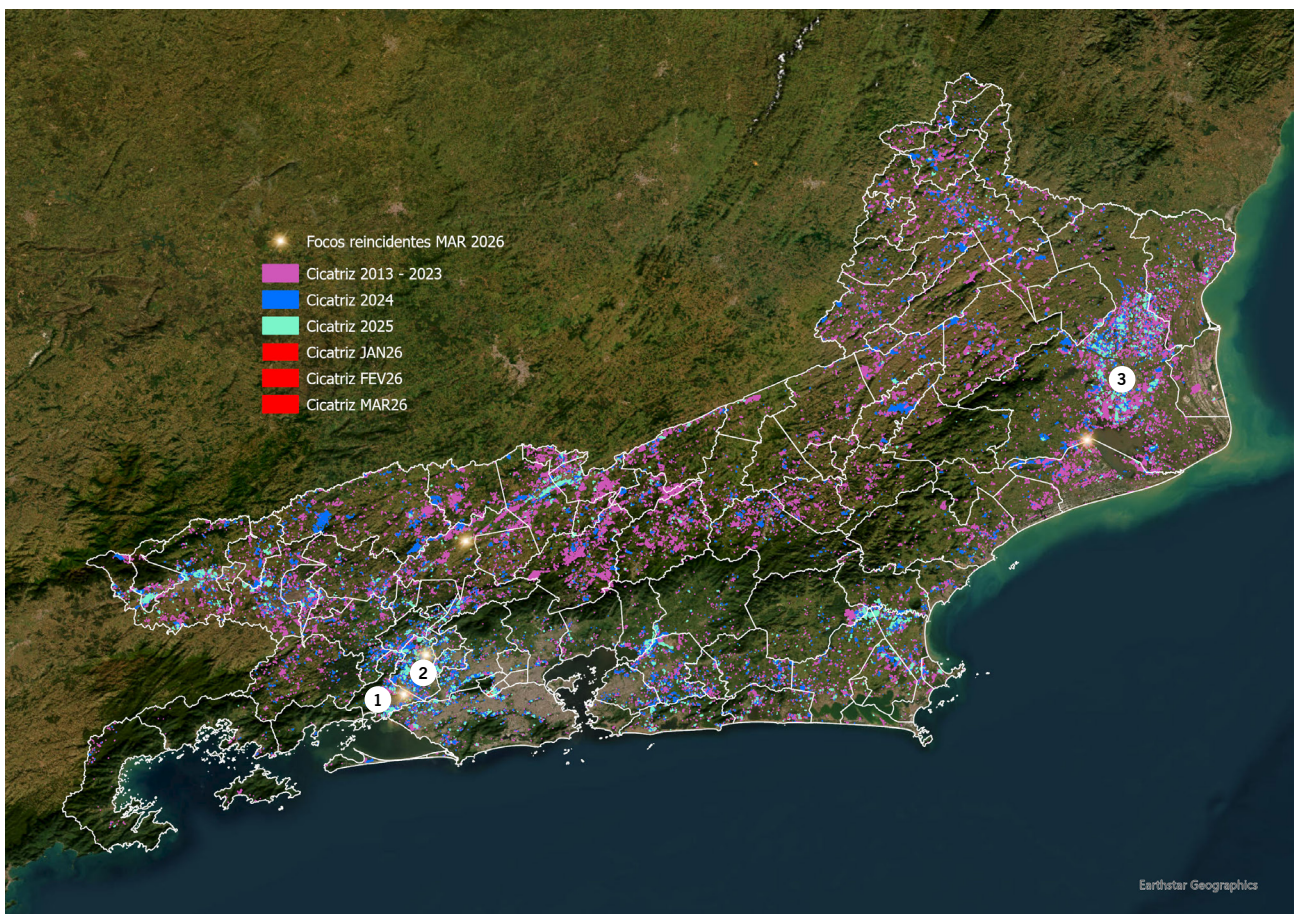 Focos reincidentes MAR 2026
Cicatriz 2013 - 2023
Cicatriz 2024
Cicatriz 2025
Cicatriz JAN26
Cicatriz FEV26
Cicatriz MAR26
3
2
1
Earthstar Geographics